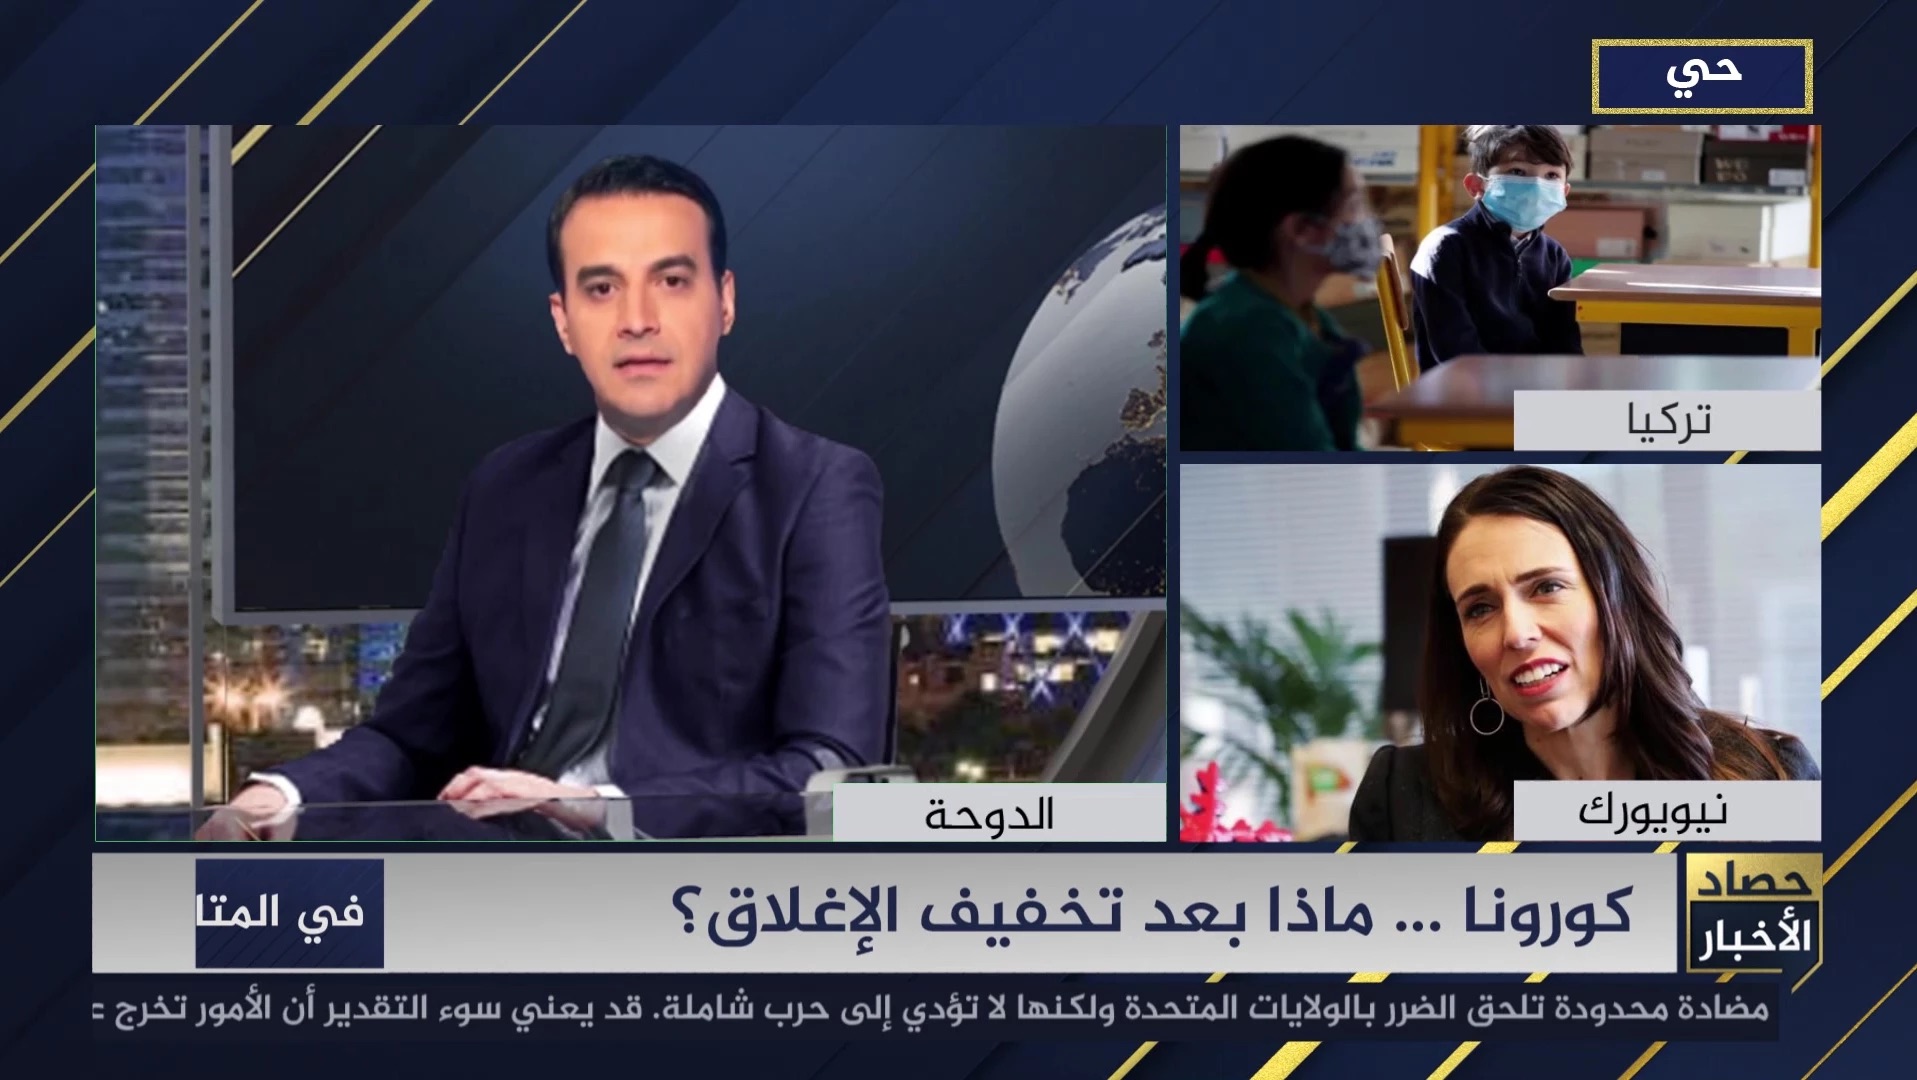 حي
تركيا
نيويورك
الدوحة
حصاد
الأخبار
كورونا ... ماذا بعد تخفيف الإغلاق؟
في المتا
مضادة محدودة تلحق الضرر بالولايات المتحدة ولكنها لا تؤدي إلى حرب شاملة. قد يعني سوء التقدير أن الأمور تخرج ع